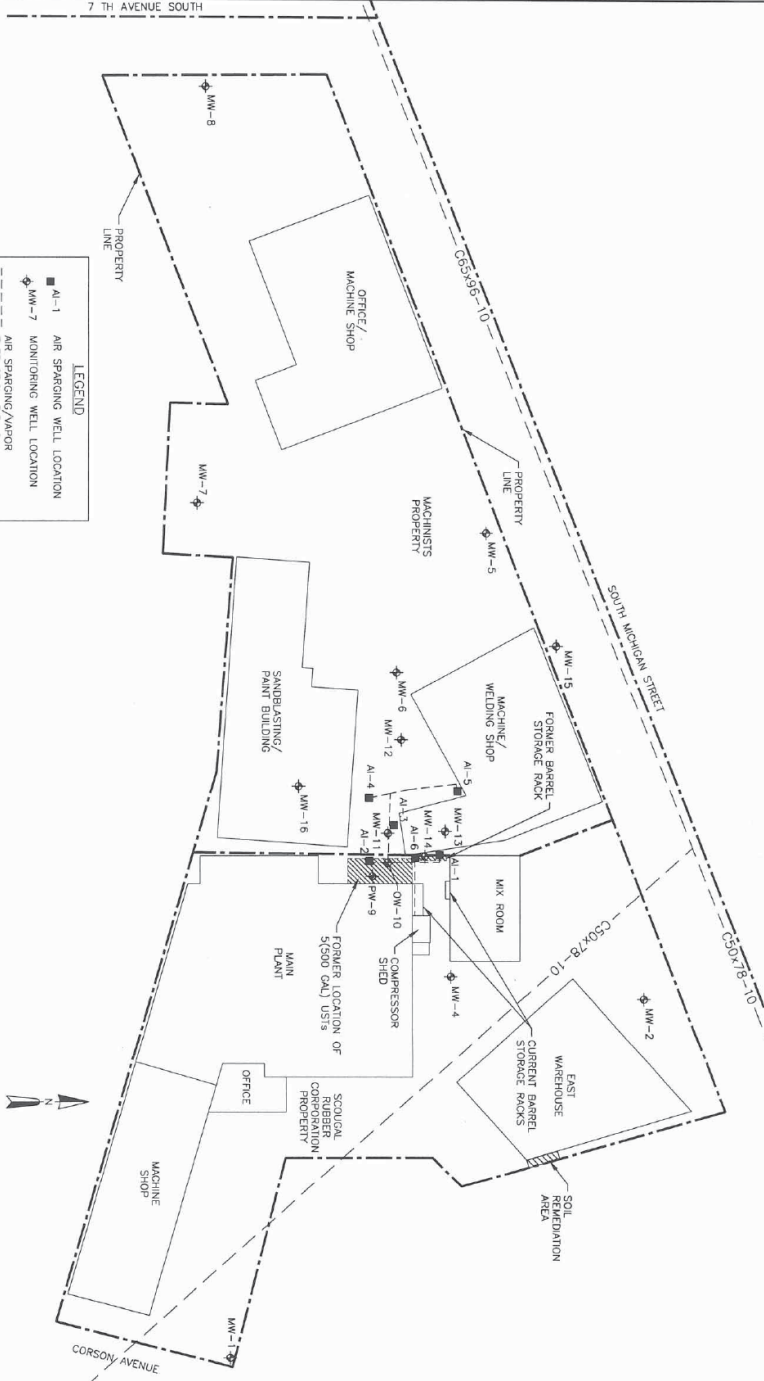 7 TH AVENUE SOUTH
MW-8
PROPERTY
LINE
C65x96-10
OFFICE/
MACHINE SHOP
LEGEND
AI-1 AIR SPARGING WELL LOCATION
MW-7 MONITORING WELL LOCATION
AIR SPARGING/VAPOR
MW-7
MACHINISTS
PROPERTY
PROPERTY
LINE
MW-5
SOUTH MICHIGAN STREET
MW-15
MW-6
MW-12
MACHINE/
WELDING SHOP
FORMER BARREL
STORAGE RACK
SANDBLASTING/
PAINT BUILDING
MW-16
AI-4
AI-5
AI-3
MW-11
AI-2
AI-6
MW-14
MW-13
AI-1
PW-9
OW-10
MIX ROOM
C50x78-10
C50x78-10
FORMER LOCATION OF
5(500 GAL) USTs
COMPRESSOR
SHED
MW-4
MW-2
MAIN
PLANT
CURRENT BARREL
STORAGE RACKS
EAST
WAREHOUSE
OFFICE
SCOUGAL
RUBBER
CORPORATION
PROPERTY
N
SOIL
REMEDIATION
AREA
MACHINE
SHOP
MW-1
CORSON AVENUE